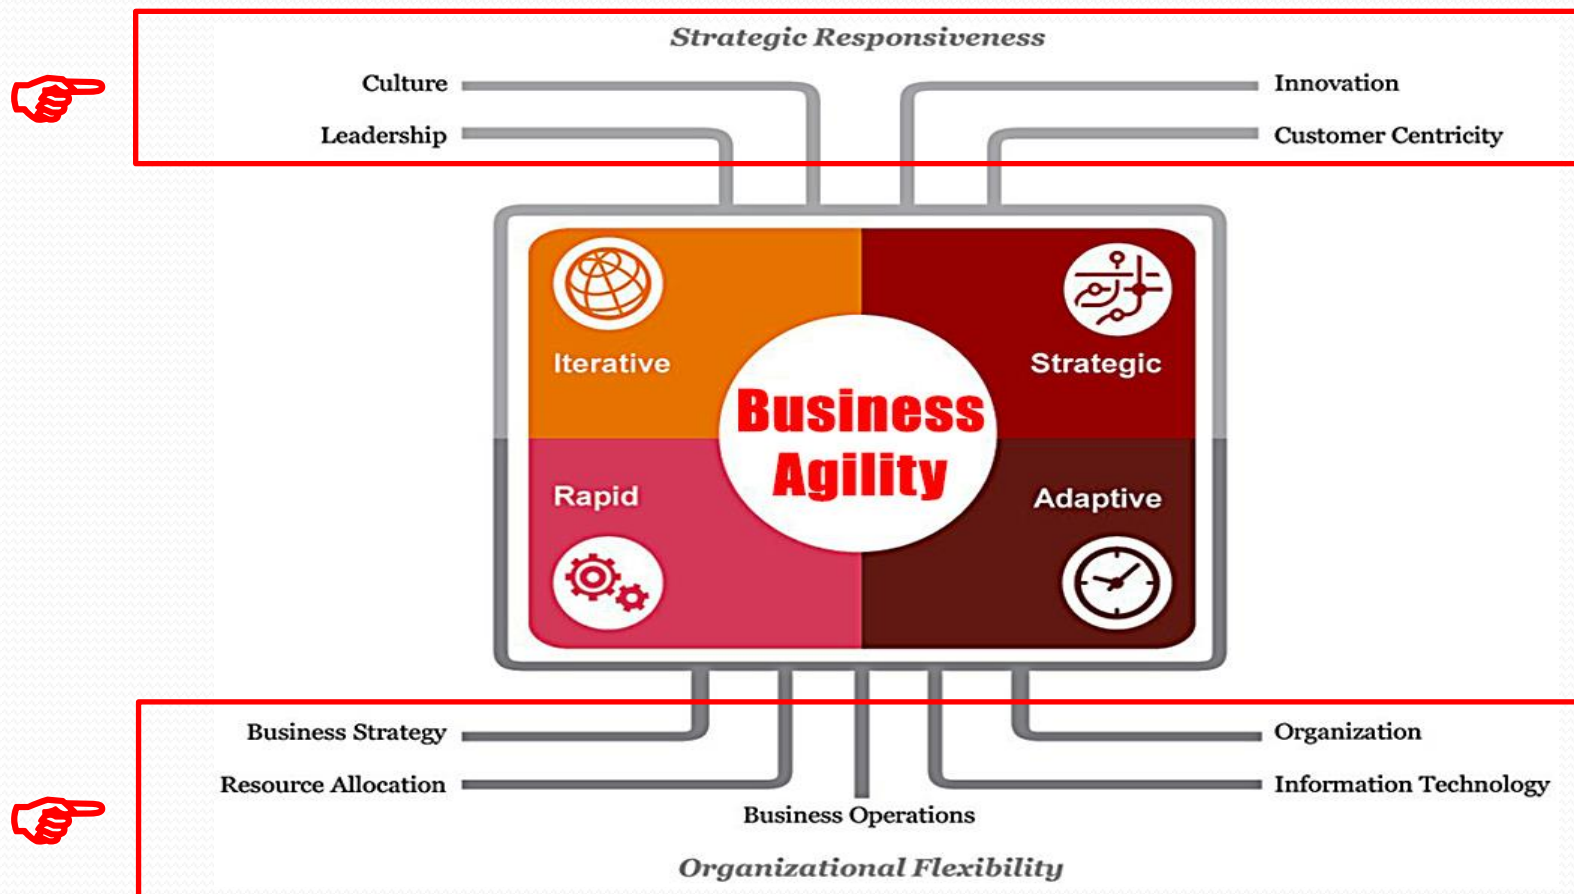 Strategic Responsiveness
Culture
Innovation
Leadership
Customer Centricity
Iterative
Strategic
Business
Agility
Rapid
Adaptive
Business Strategy
Organization
Resource Allocation
Information Technology
Business Operations
Organizational Flexibility